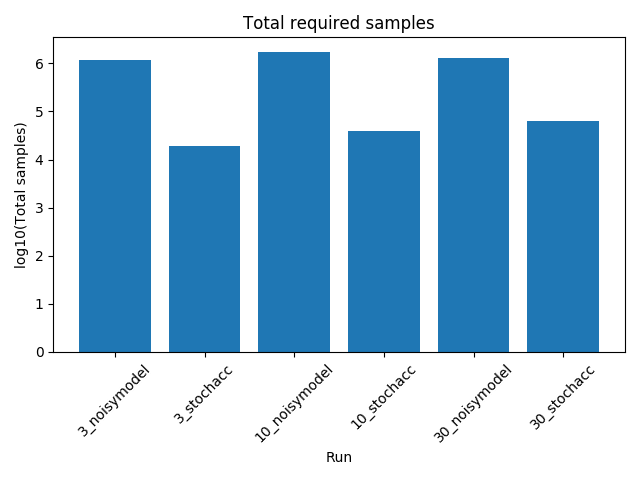 Total required samples
log10(Total samples)
6
5
4
3
2
1
0
3_noisymodel
3_stochacc
10_noisymodel
10_stochacc
30_noisymodel
30_stochacc
Run